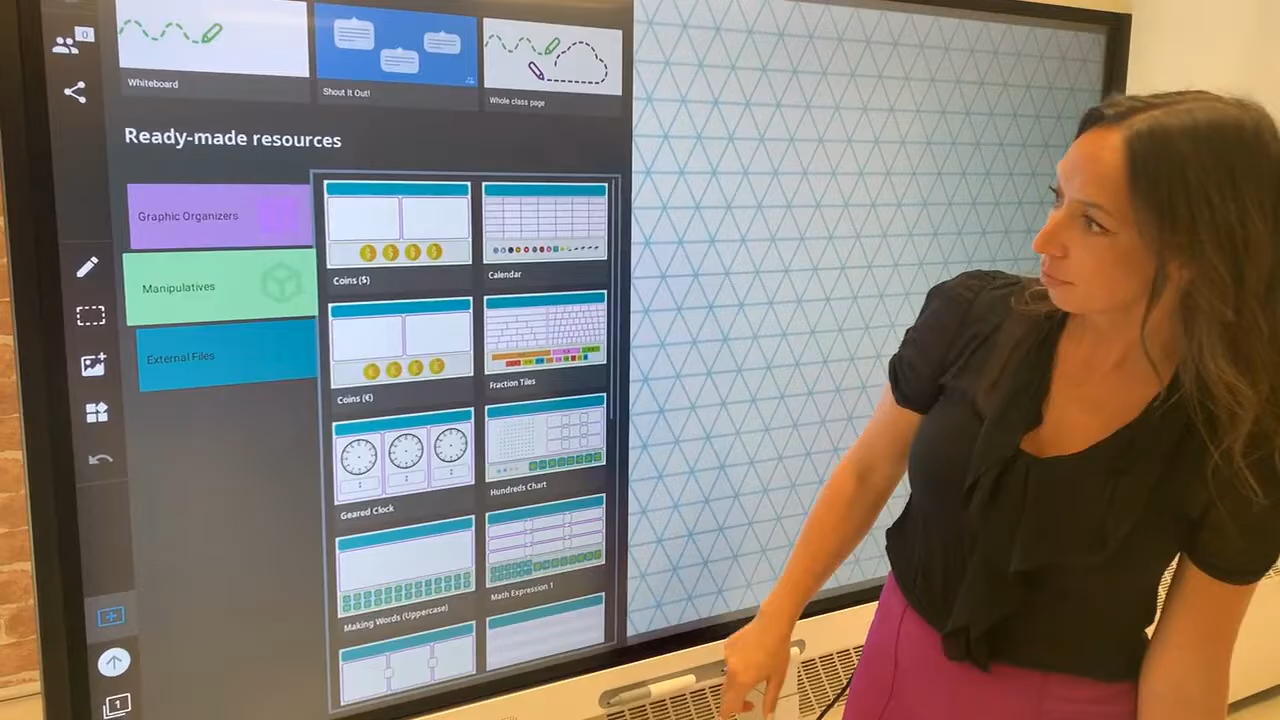 0
Whiteboard
Shout It Out!
Whole class page
Ready-made resources
Graphic Organizers
Manipulatives
External Files
Coins ($)
Calendar
Coins (€)
Fraction Tiles
Geared Clock
Hundreds Chart
Making Words (Uppercase)
Math Expression 1
1